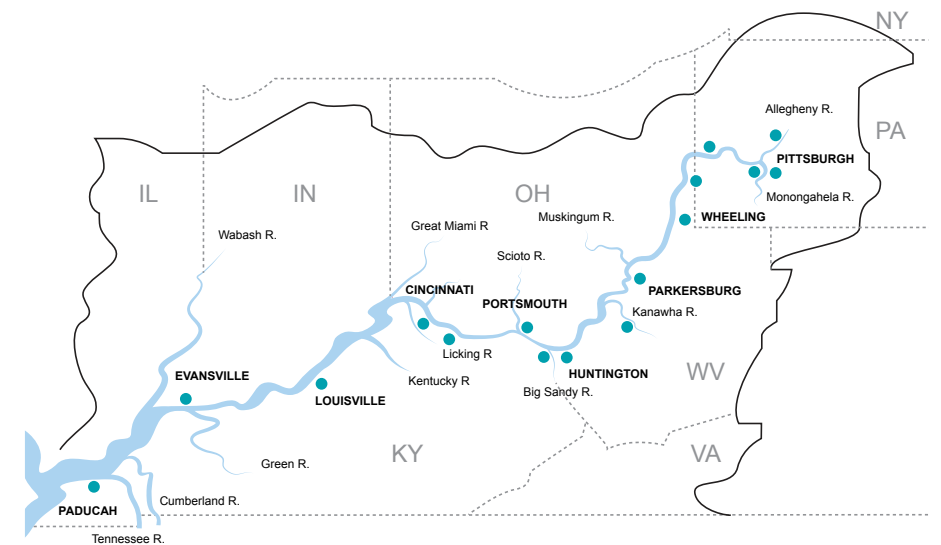 NY
Allegheny R.
PA
PITTSBURGH
IL
IN
OH
Monongahela R.
Muskingum R.
WHEELING
Great Miami R
Wabash R.
Scioto R.
CINCINNATI
PARKERSBURG
PORTSMOUTH
Kanawha R.
Licking R
WV
EVANSVILLE
Kentucky R
HUNTINGTON
Big Sandy R.
LOUISVILLE
KY
VA
Green R.
Cumberland R.
PADUCAH
Tennessee R.